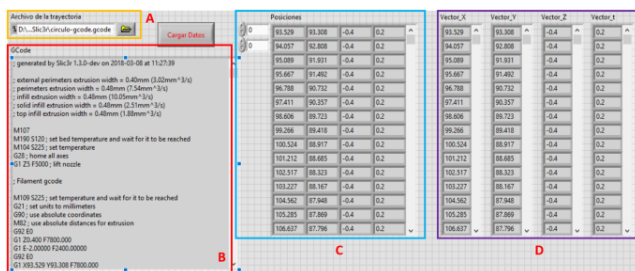 Archivo de la trayectoria
A
D:\...Slic3r\circulo-gcode.gcode
Cargar Datos
GCode
; generated by Slic3r 1.3.0-dev on 2018-03-08 at 11:27:39
; external perimeters extrusion width = 0.40mm (3.02mm^3/s)
; perimeters extrusion width = 0.48mm (7.54mm^3/s)
; infill extrusion width = 0.48mm (10.05mm^3/s)
; solid infill extrusion width = 0.48mm (2.51mm^3/s)
; top infill extrusion width = 0.48mm (1.88mm^3/s)
M107
M190 S120 ; set bed temperature and wait for it to be reached
M104 S225 ; set temperature
G28 ; home all axes
G1 Z5 F5000 ; lift nozzle
; Filament gcode
M109 S225 ; set temperature and wait for it to be reached
G21 ; set units to millimeters
G90 ; use absolute coordinates
M82 ; use absolute distances for extrusion
G92 E0
G1 Z0.400 F7800.000
G1 E-2.00000 F2400.00000
G92 E0
G1 X93.529 Y93.308 F7800.000
B
Posiciones
0
0
93.529 93.308 -0.4 0.2
94.057 92.808 -0.4 0.2
95.089 91.931 -0.4 0.2
95.667 91.492 -0.4 0.2
96.788 90.732 -0.4 0.2
97.411 90.357 -0.4 0.2
98.606 89.723 -0.4 0.2
99.266 89.418 -0.4 0.2
100.524 88.917 -0.4 0.2
101.212 88.685 -0.4 0.2
102.517 88.323 -0.4 0.2
103.227 88.167 -0.4 0.2
104.562 87.948 -0.4 0.2
105.285 87.869 -0.4 0.2
106.637 87.796 -0.4 0.2
C
Vector_X Vector_Y Vector_Z Vector_t
93.529 93.308 -0.4 0.2
94.057 92.808 -0.4 0.2
95.089 91.931 -0.4 0.2
95.667 91.492 -0.4 0.2
96.788 90.732 -0.4 0.2
97.411 90.357 -0.4 0.2
98.606 89.723 -0.4 0.2
99.266 89.418 -0.4 0.2
100.524 88.917 -0.4 0.2
101.212 88.685 -0.4 0.2
102.517 88.323 -0.4 0.2
103.227 88.167 -0.4 0.2
104.562 87.948 -0.4 0.2
105.285 87.869 -0.4 0.2
106.637 87.796 -0.4 0.2
D